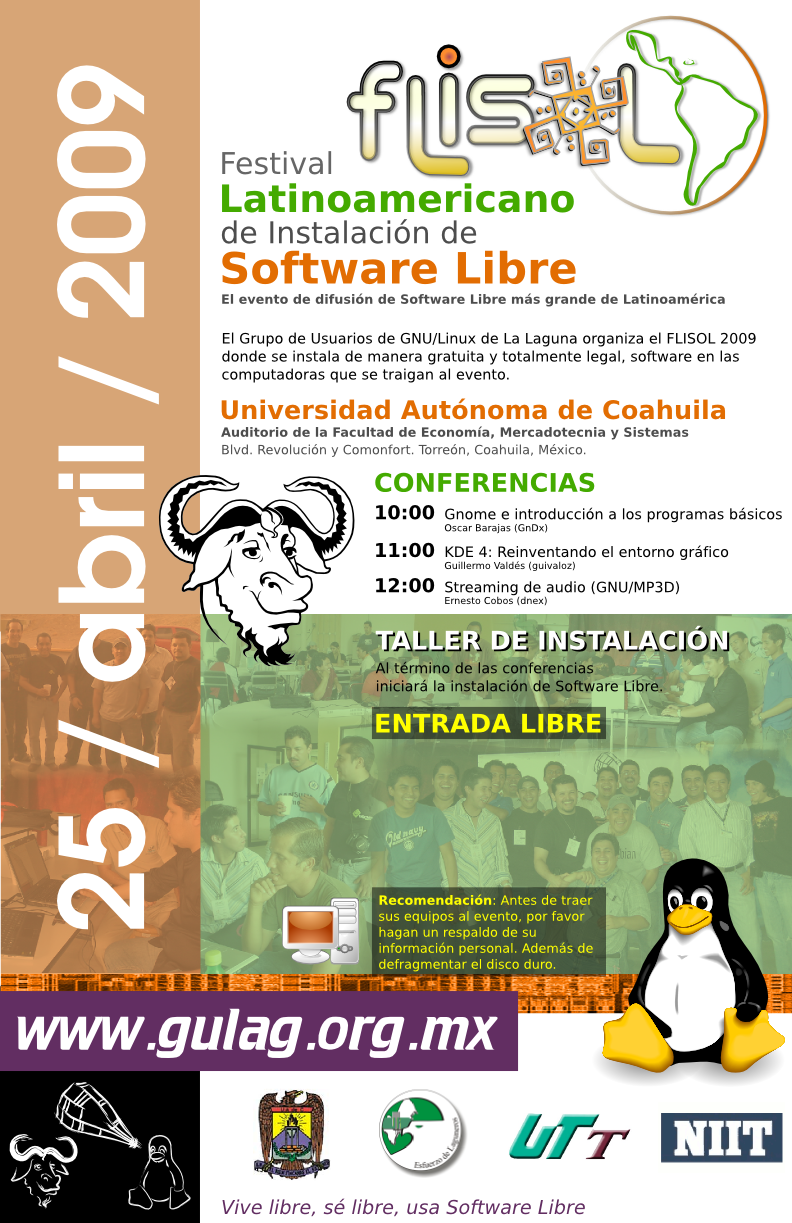 25 / abril / 2009
fLiSOL
Festival
Latinoamericano
de Instalación de
Software Libre
El evento de difusión de Software Libre más grande de Latinoamérica
El Grupo de Usuarios de GNU/Linux de La Laguna organiza el FLISOL 2009
donde se instala de manera gratuita y totalmente legal, software en las
computadoras que se traigan al evento.
Universidad Autónoma de Coahuila
Auditorio de la Facultad de Economía, Mercadotecnia y Sistemas
Blvd. Revolución y Comonfort. Torreón, Coahuila, México.
CONFERENCIAS
10:00 Gnome e introducción a los programas básicos
Oscar Barajas (GnDx)
11:00 KDE 4: Reinventando el entorno gráfico
Guillermo Valdés (guivaloz)
12:00 Streaming de audio (GNU/MP3D)
Ernesto Cobos (dnex)
TALLER DE INSTALACIÓN
Al término de las conferencias
iniciará la instalación de Software Libre.
ENTRADA LIBRE
Recomendación: Antes de traer
sus equipos al evento, por favor
hagan un respaldo de su
información personal. Además de
defragmentar el disco duro.
www.gulag.org.mx
Esfuerzo de Laguneros
UTT
NIIT
Vive libre, sé libre, usa Software Libre